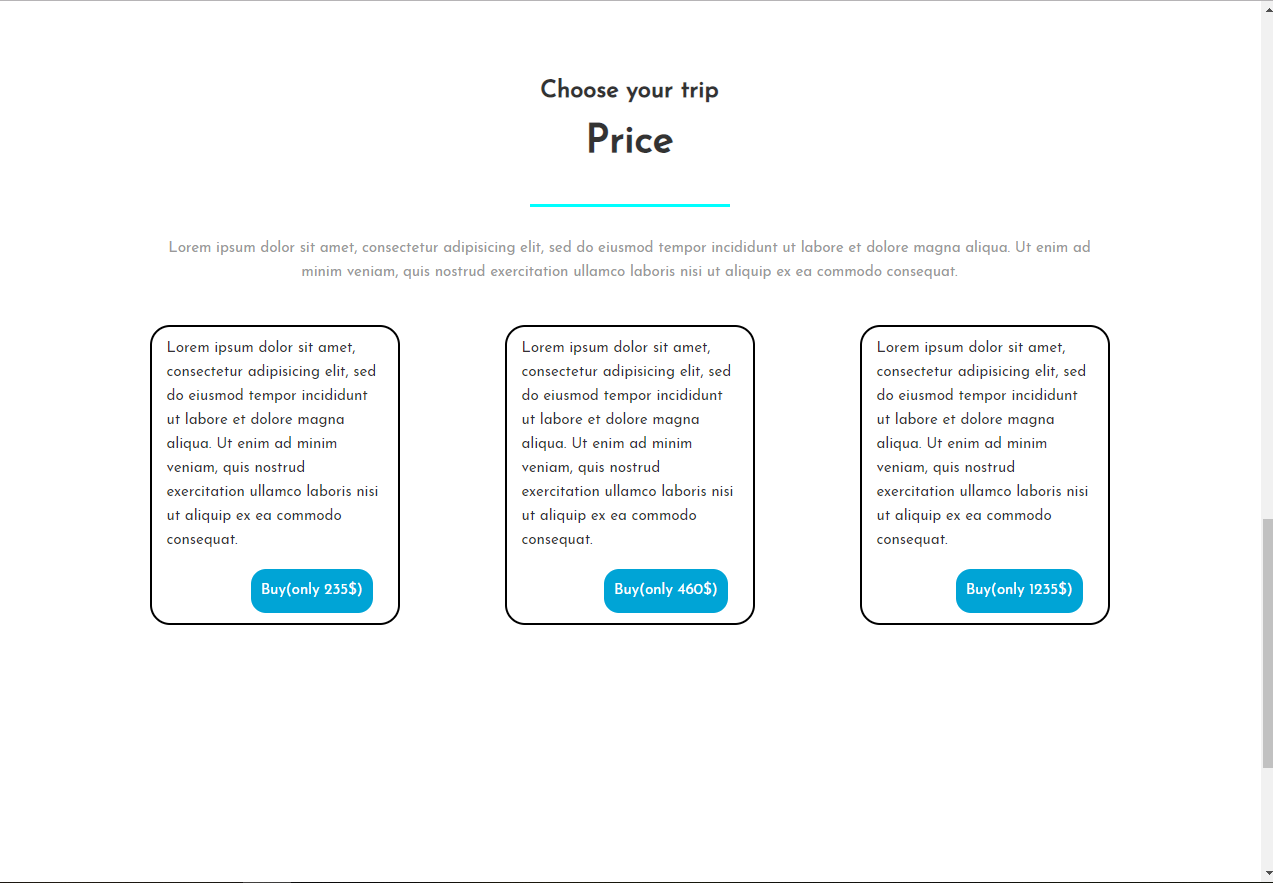 Choose your trip
Price
Lorem ipsum dolor sit amet, consectetur adipisicing elit, sed do eiusmod tempor incididunt ut labore et dolore magna aliqua. Ut enim ad
minim veniam, quis nostrud exercitation ullamco laboris nisi ut aliquip ex ea commodo consequat.
Lorem ipsum dolor sit amet,
consectetur adipisicing elit, sed
do eiusmod tempor incididunt
ut labore et dolore magna
aliqua. Ut enim ad minim
veniam, quis nostrud
exercitation ullamco laboris nisi
ut aliquip ex ea commodo
consequat.
Buy(only 235$)
Lorem ipsum dolor sit amet,
consectetur adipisicing elit, sed
do eiusmod tempor incididunt
ut labore et dolore magna
aliqua. Ut enim ad minim
veniam, quis nostrud
exercitation ullamco laboris nisi
ut aliquip ex ea commodo
consequat.
Buy(only 460$)
Lorem ipsum dolor sit amet,
consectetur adipisicing elit, sed
do eiusmod tempor incididunt
ut labore et dolore magna
aliqua. Ut enim ad minim
veniam, quis nostrud
exercitation ullamco laboris nisi
ut aliquip ex ea commodo
consequat.
Buy(only 1235$)